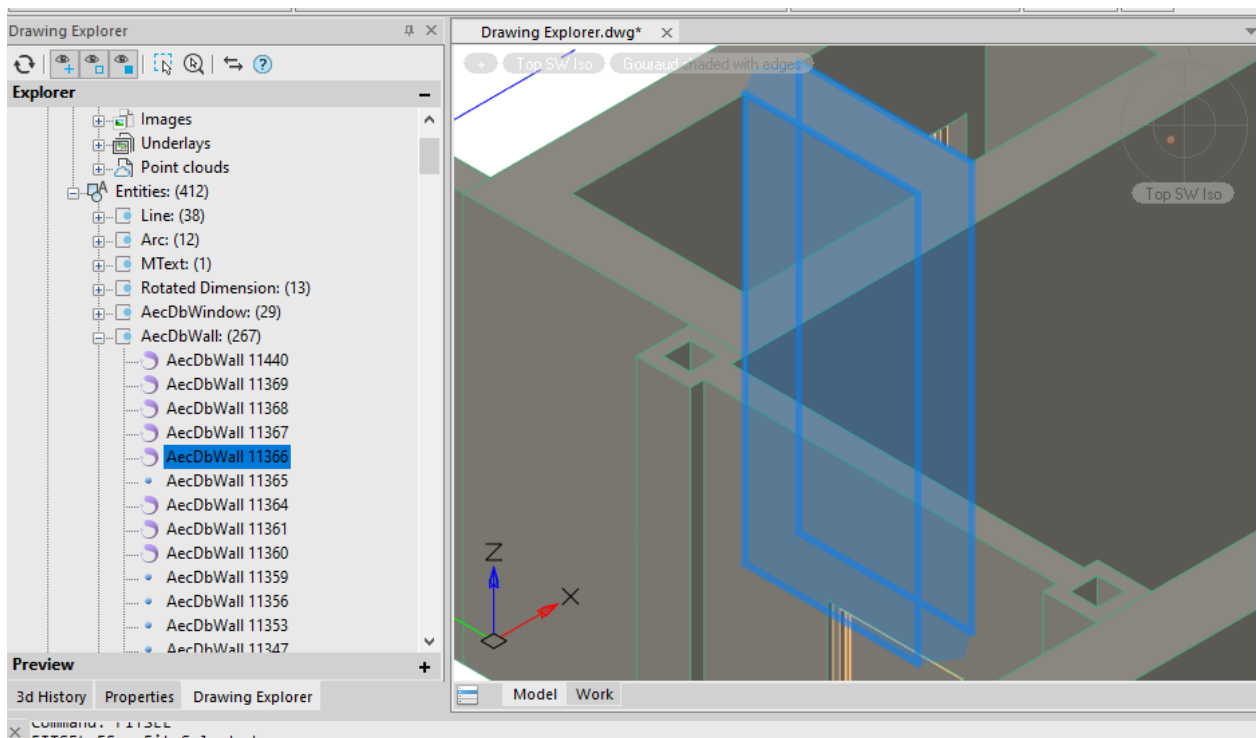 Drawing Explorer
Drawing Explorer.dwg*
Explorer
Images
Underlays
Point clouds
Entities: (412)
Line: (38)
Arc: (12)
MText: (1)
Rotated Dimension: (13)
AecDbWindow: (29)
AecDbWall: (267)
AecDbWall 11440
AecDbWall 11369
AecDbWall 11368
AecDbWall 11367
AecDbWall 11366
AecDbWall 11365
AecDbWall 11364
AecDbWall 11361
AecDbWall 11360
AecDbWall 11359
AecDbWall 11356
AecDbWall 11353
AecDbWall 11347
Preview
3d History Properties Drawing Explorer
+ Top SW Iso Gouraud shaded with edges
Top SW Iso
Z
X
Model Work
Command: FITSEL